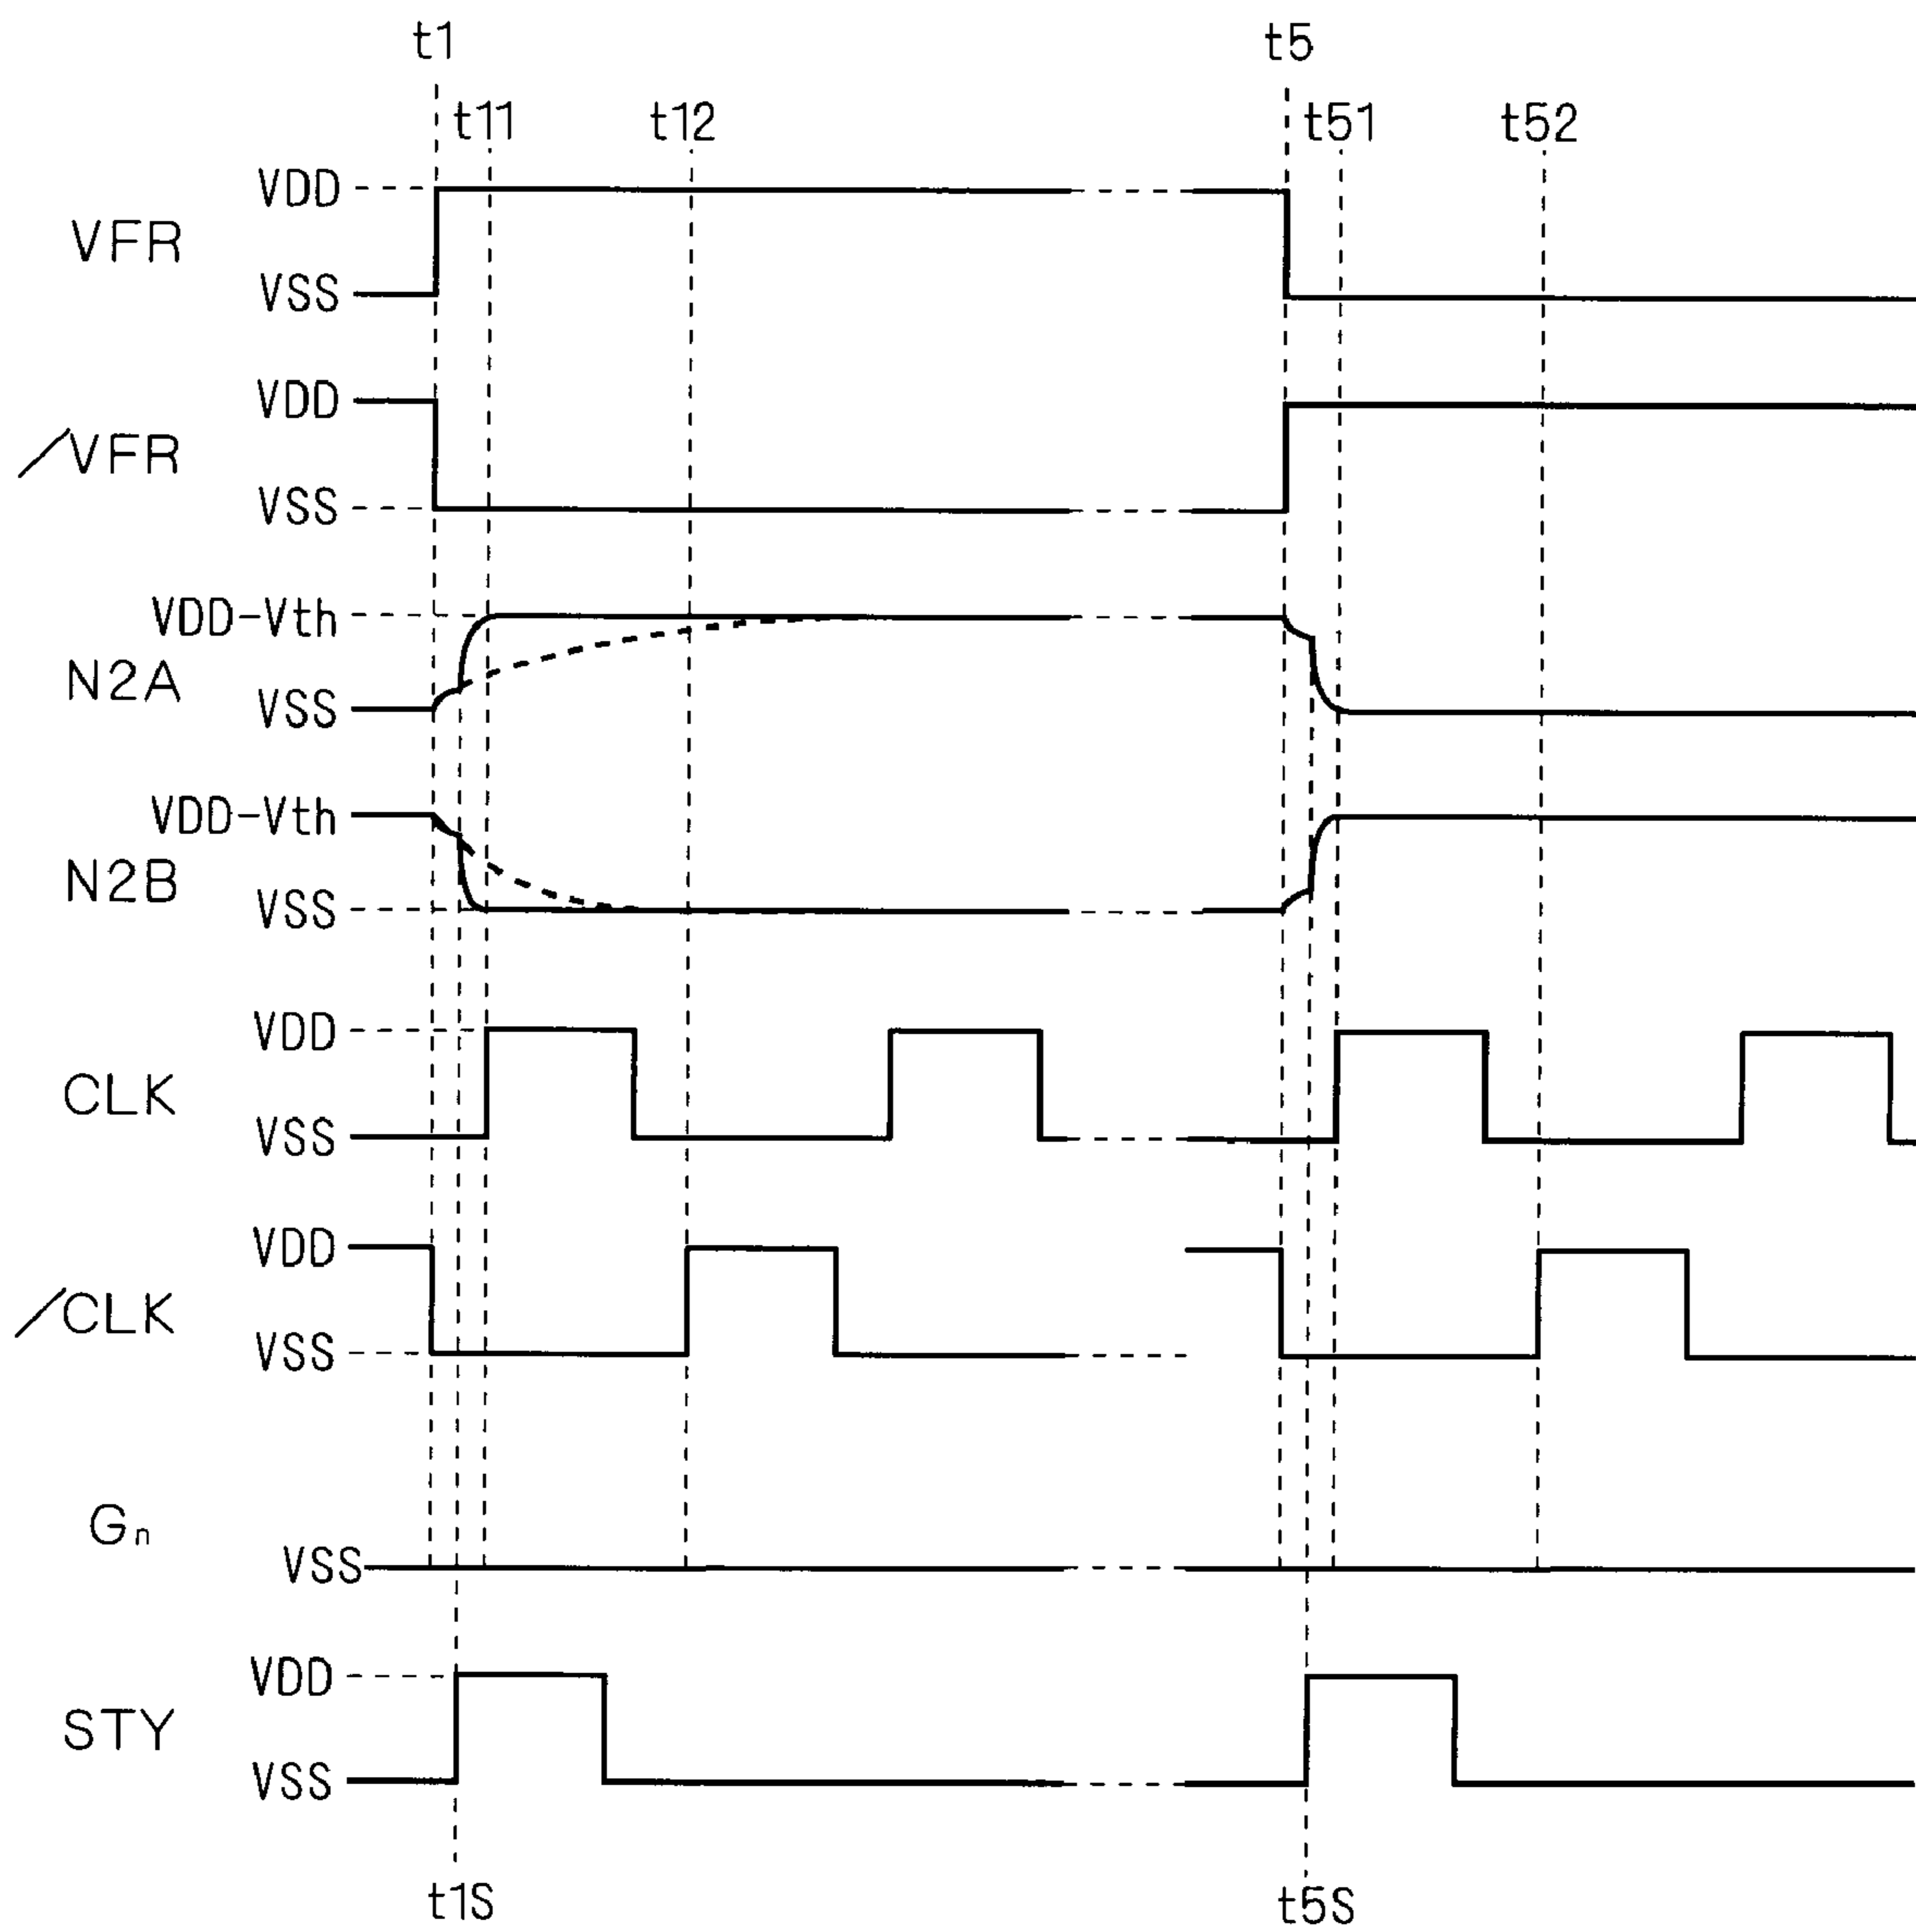 t1 t5
t11 t12 t51 t52
VDD
VFR
VSS
VDD
/VFR
VSS
VDD-Vth
N2A
VSS
VDD-Vth
N2B
VSS
VDD
CLK
VSS
VDD
/CLK
VSS
Gn
VSS
VDD
STY
VSS
t1S t5S